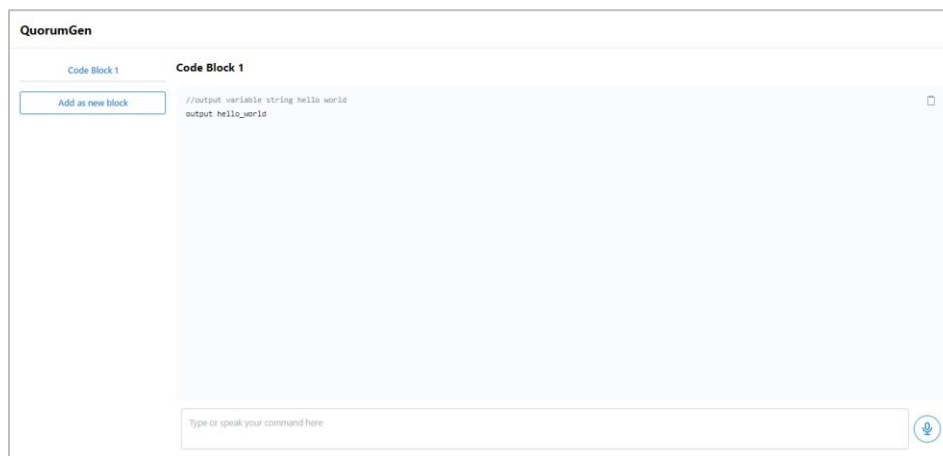 QuorumGen
Code Block 1
Add as new block
Code Block 1
//output variable string hello world
output hello_world
Type or speak your command here